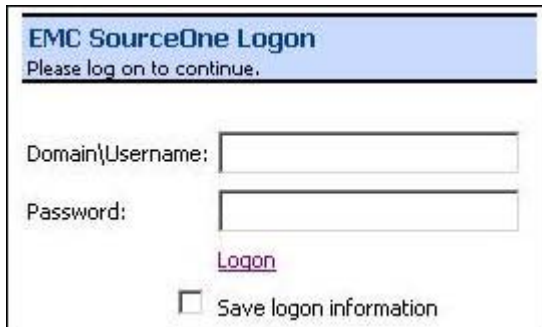 EMC SourceOne Logon
Please log on to continue.
Domain\Username:
Password:
Logon
Save logon information